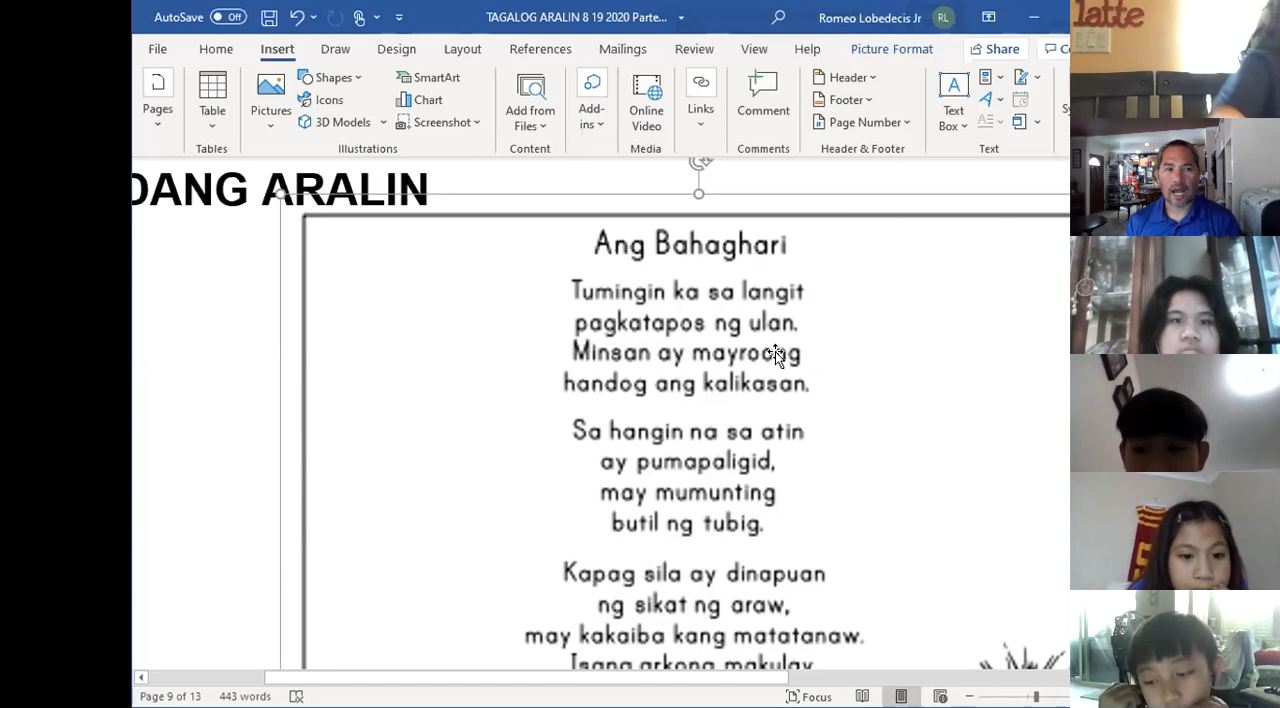 AutoSave Off TAGALOG ARALIN 8 19 2020 Parte... Romeo Lobedecis Jr RL
File Home Insert Draw Design Layout References Mailings Review View Help Picture Format Share
Pages Table Pictures Shapes Icons 3D Models SmartArt Chart Screenshot Add from Files Add-ins Online Video Links Comment Header Footer Page Number Text Box
Tables Illustrations Content Media Comments Header & Footer Text
ARALIN
Ang Bahaghari
Tumingin ka sa langit
pagkatapos ng ulan.
Minsan ay mayroong
handog ang kalikasan.
Sa hangin na sa atin
ay pumapaligid,
may mumunting
butil ng tubig.
Kapag sila ay dinapuan
ng sikat ng araw,
may kakaiba kang matatanaw.
Isang arkong makulay
Page 9 of 13 443 words Focus
latte